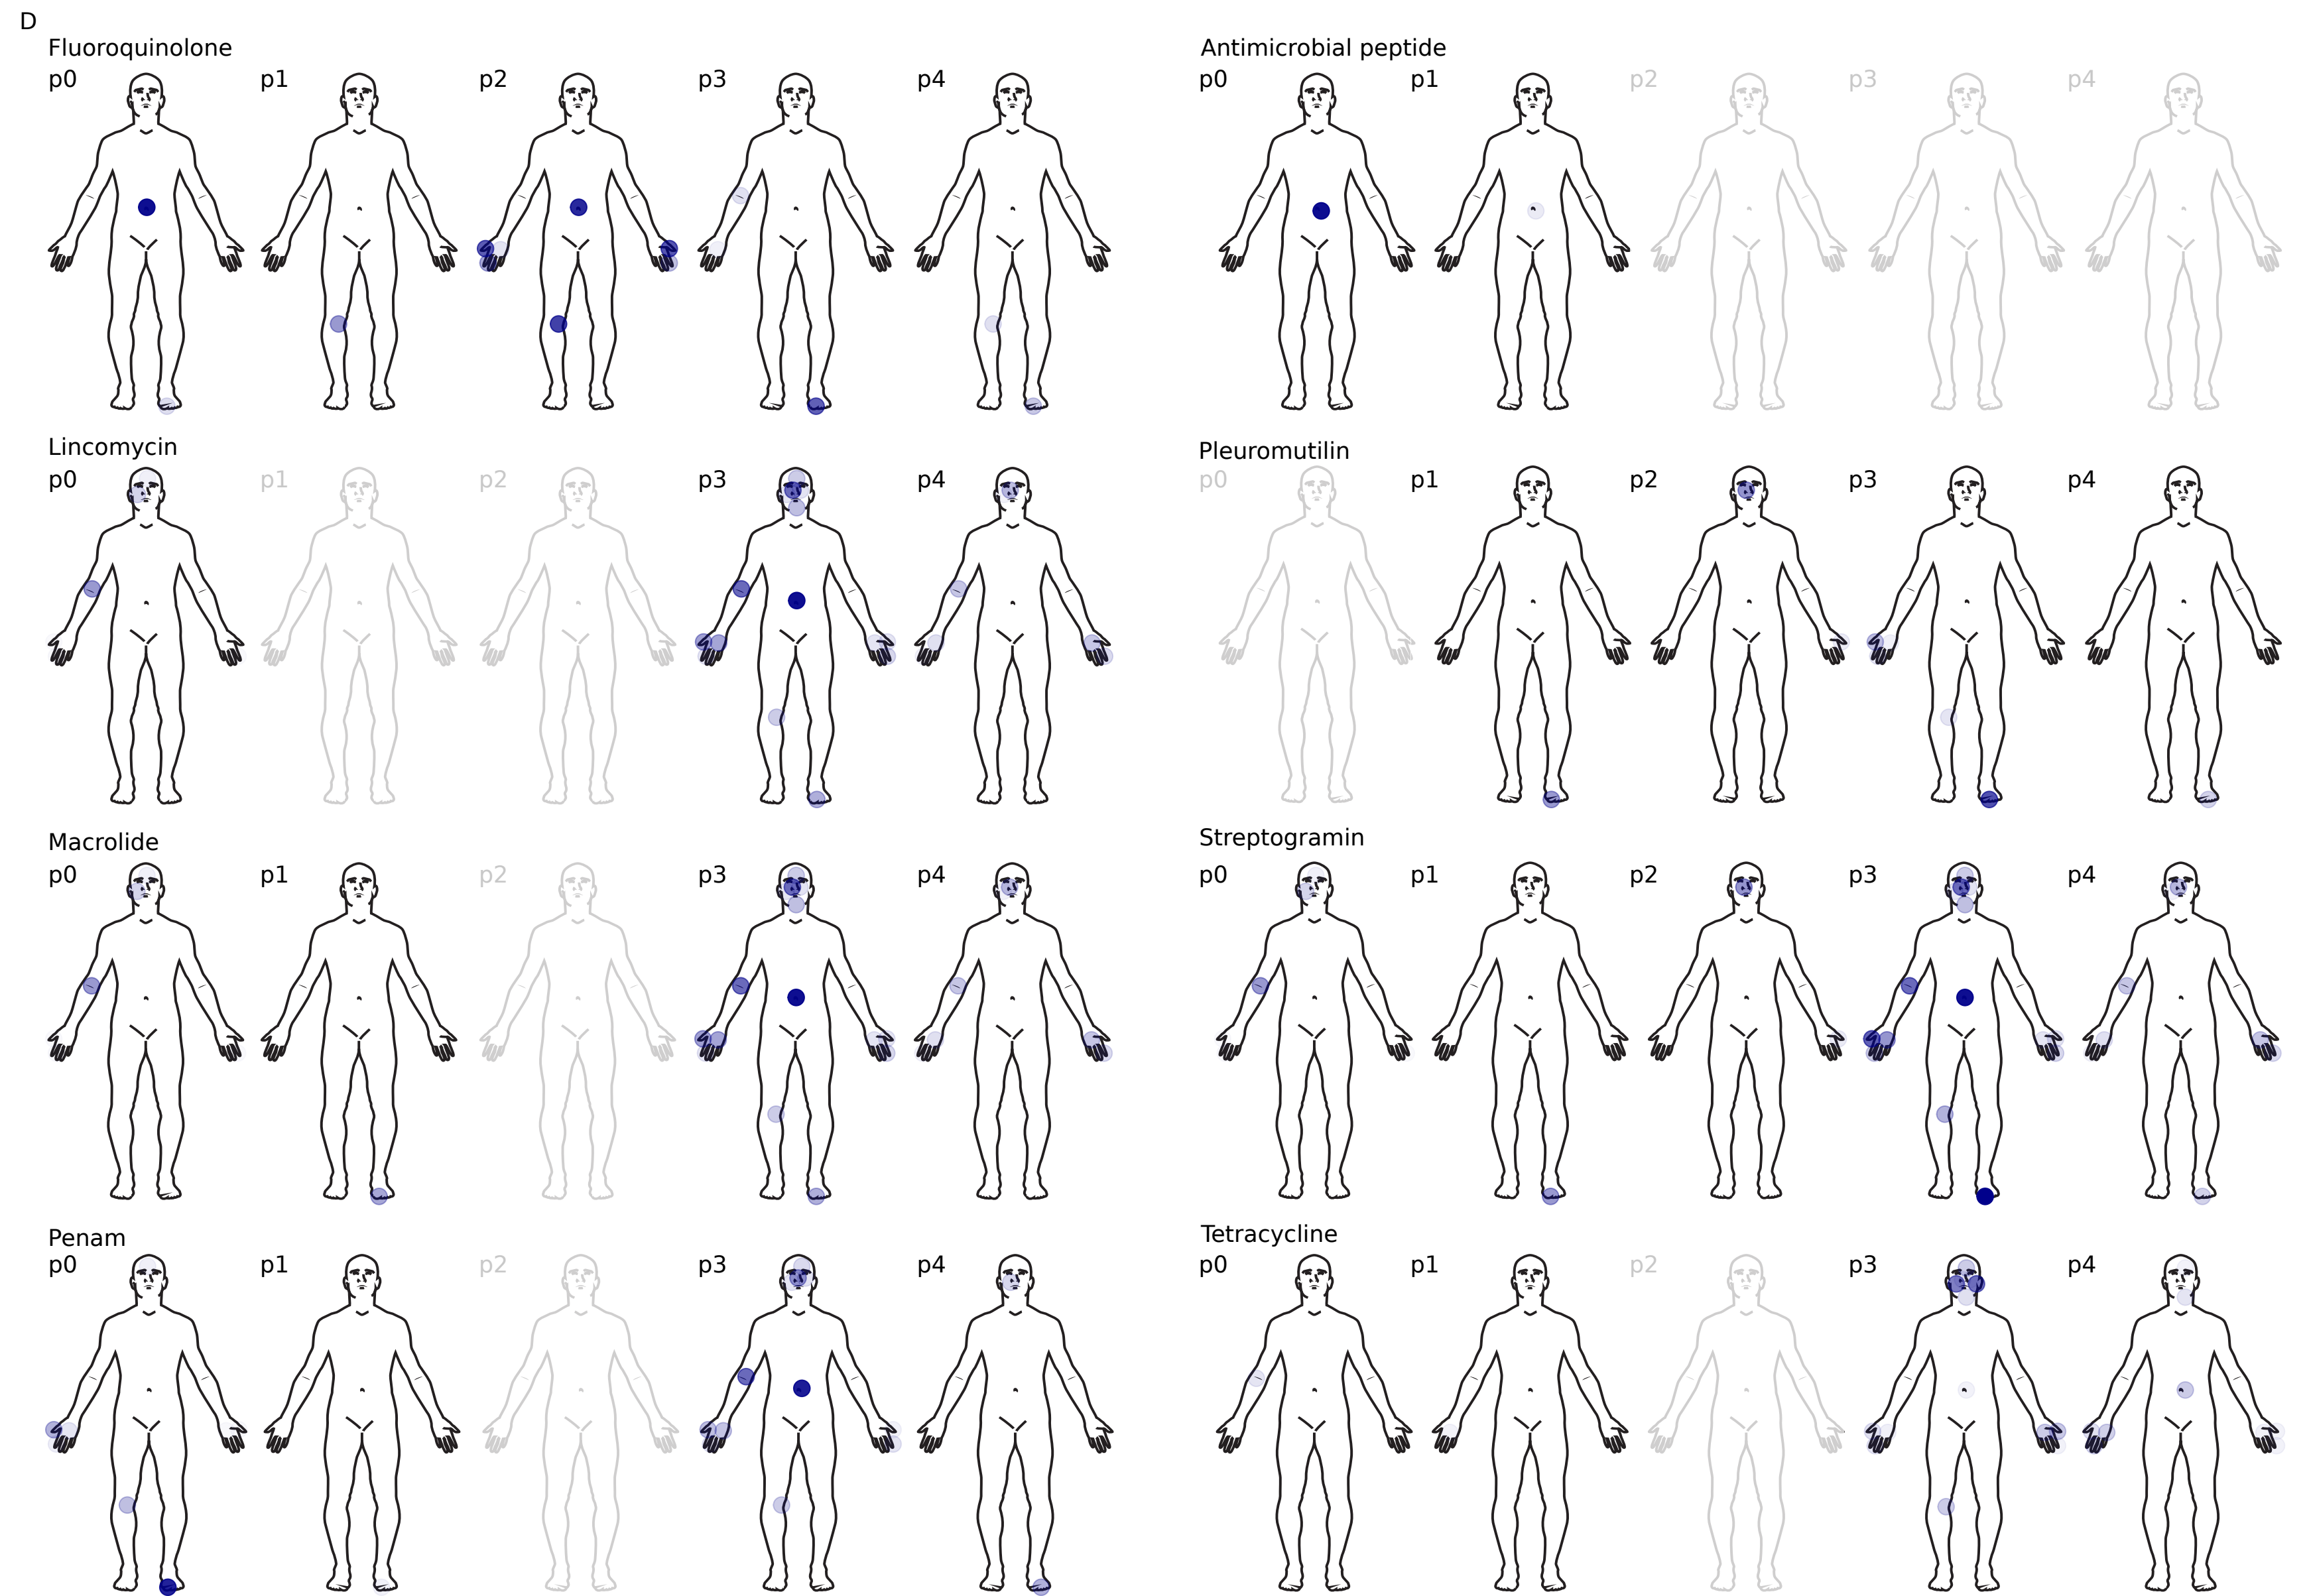 D
Fluoroquinolone
p0 p1 p2 p3 p4
Antimicrobial peptide
p0 p1 p2 p3 p4
Lincomycin
p0 p1 p2 p3 p4
Pleuromutilin
p0 p1 p2 p3 p4
Macrolide
p0 p1 p2 p3 p4
Streptogramin
p0 p1 p2 p3 p4
Penam
p0 p1 p2 p3 p4
Tetracycline
p0 p1 p2 p3 p4